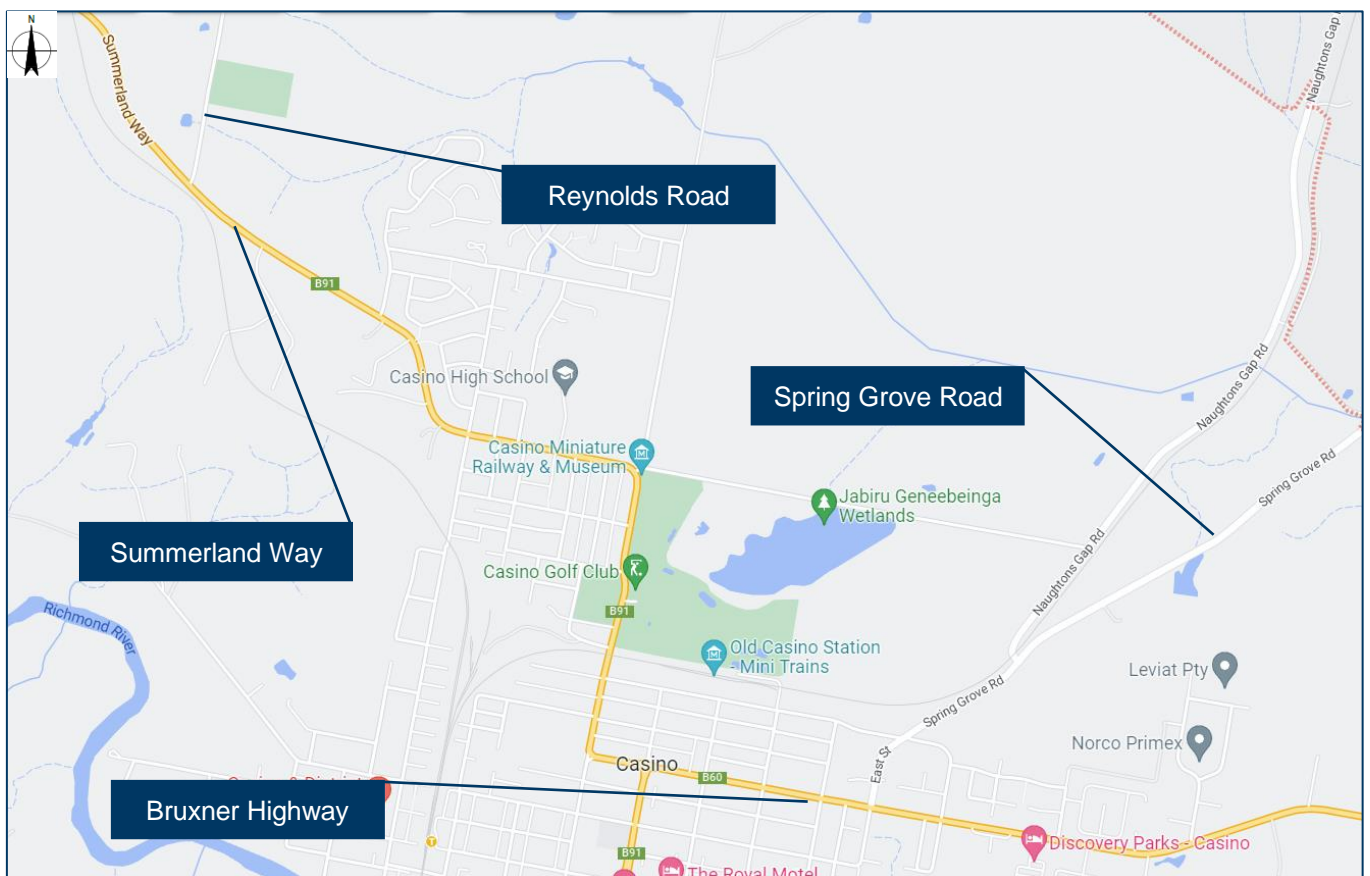 N
Summerland Way
Naughtons Gap
Reynolds Road
B91
Casino High School
Spring Grove Road
Naughtons Gap Rd
Spring Grove Rd
Casino Miniature
Railway & Museum
Jabiru Geneebeinga
Wetlands
Summerland Way
Casino Golf Club
Naughtons Gap Rd
B91
Richmond River
Old Casino Station
- Mini Trains
Leviat Pty
Spring Grove Rd
Norco Primex
East St
Casino
B60
Bruxner Highway
T
Discovery Parks - Casino
B91
The Royal Motel